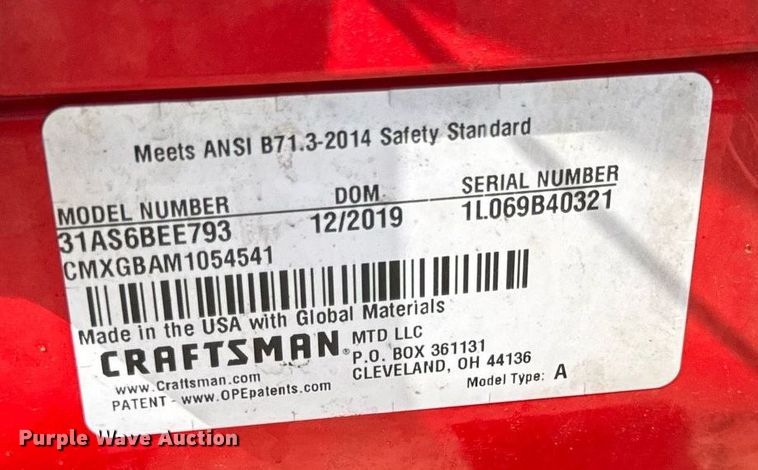 Meets ANSI B71.3-2014 Safety Standard
MODEL NUMBER DOM SERIAL NUMBER
31AS6BEE793 12/2019 1L069B40321
CMXGBAM1054541
Made in the USA with Global Materials
CRAFTSMAN® MTD LLC
P.O. BOX 361131
CLEVELAND, OH 44136
www.Craftsman.com
PATENT - www.OPEpatents.com
Model Type: A
Purple Wave Auction